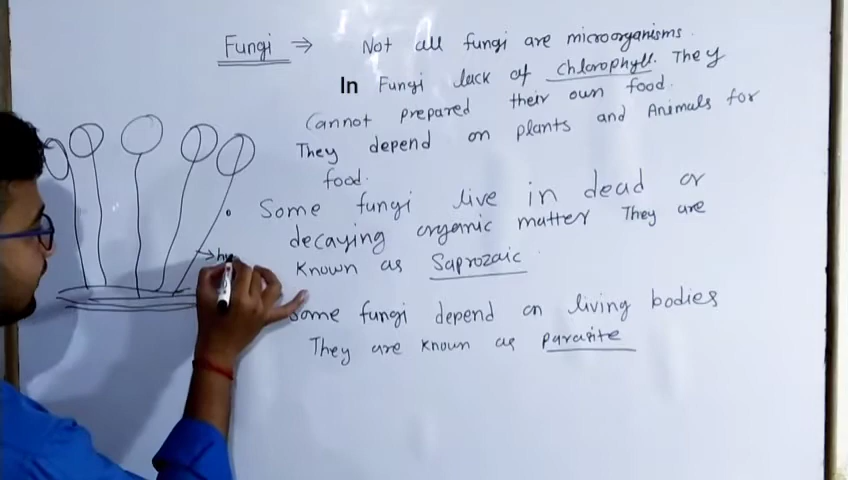 Fungi ⇒ Not all fungi are microorganisms.
In Fungi lack of chlorophyll. They
Cannot prepared their own food.
They depend on plants and Animals for
food.
• Some fungi live in dead or
decaying organic matter They are
known as Saprozoic
Some fungi depend on living bodies
They are known as parasite
→ hy